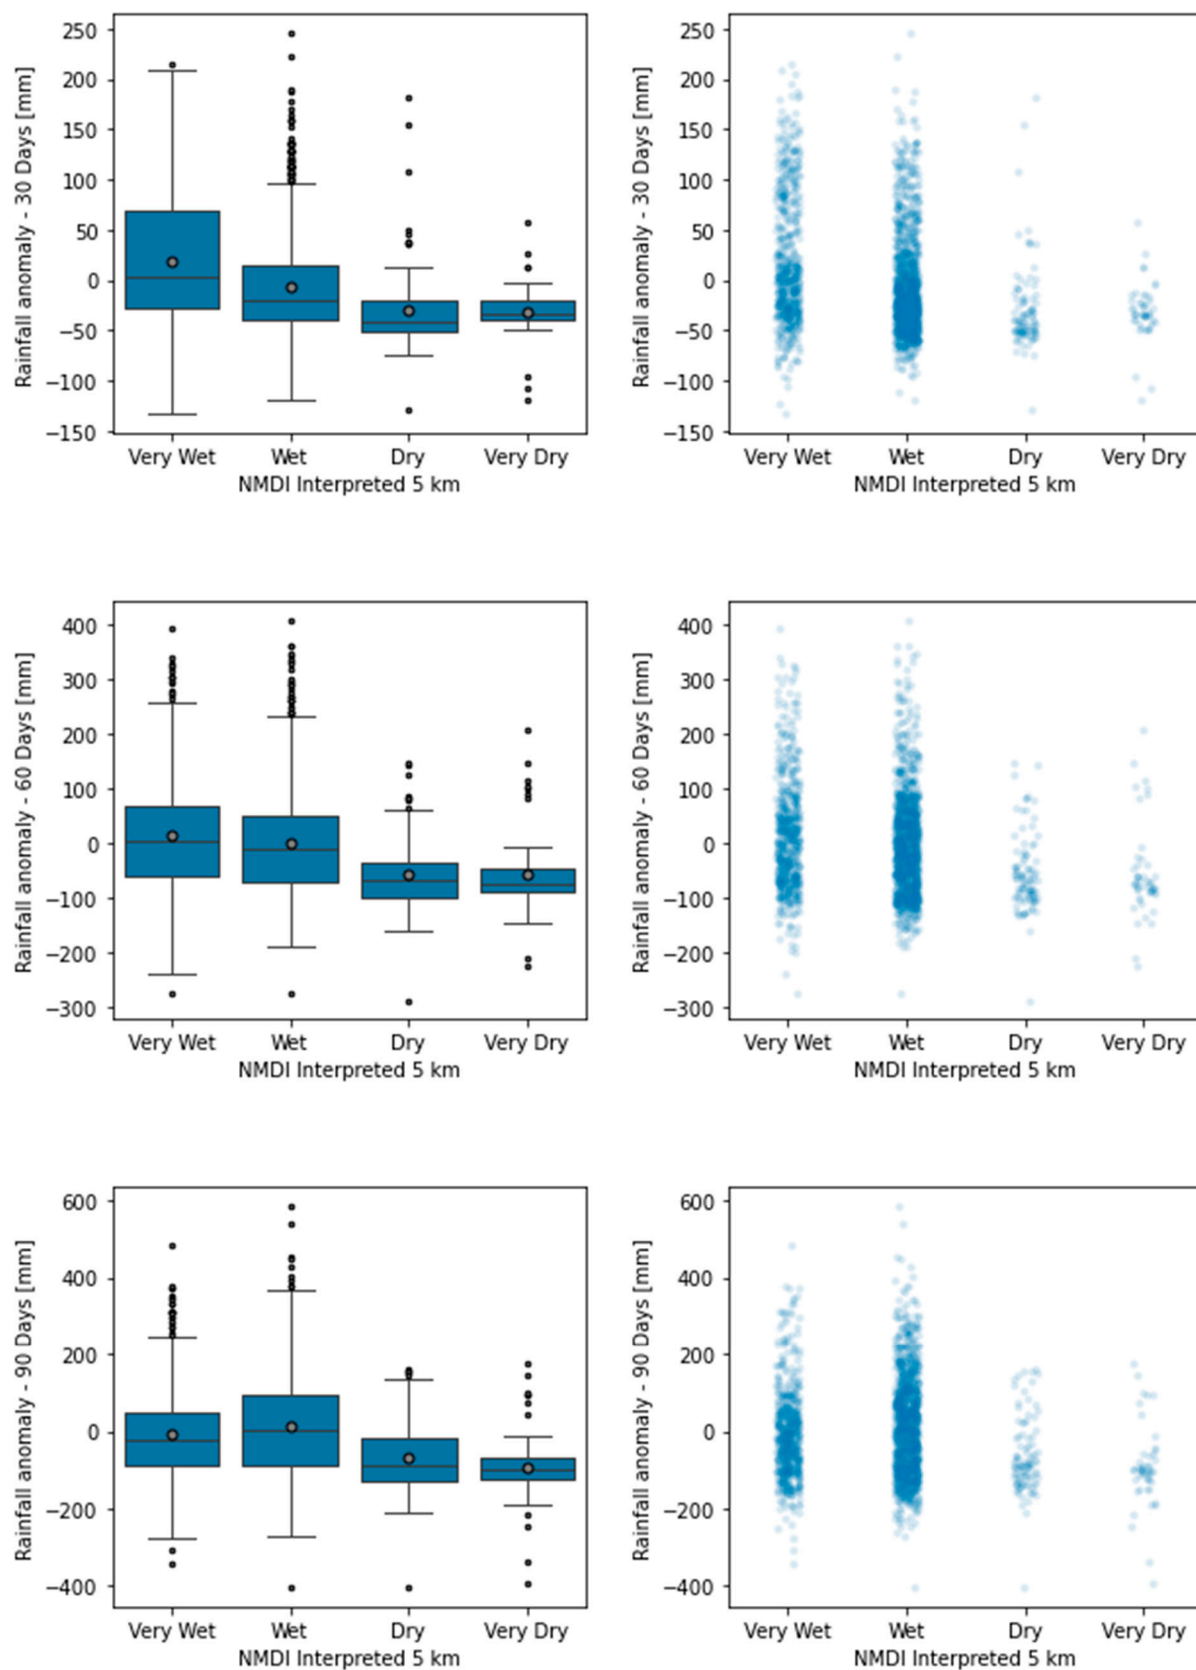 Rainfall anomaly - 30 Days [mm]
250
200
150
100
50
0
−50
−100
−150
Very Wet Wet Dry Very Dry
NMDI Interpreted 5 km
Rainfall anomaly - 30 Days [mm]
250
200
150
100
50
0
−50
−100
−150
Very Wet Wet Dry Very Dry
NMDI Interpreted 5 km
Rainfall anomaly - 60 Days [mm]
400
300
200
100
0
−100
−200
−300
Very Wet Wet Dry Very Dry
NMDI Interpreted 5 km
Rainfall anomaly - 60 Days [mm]
400
300
200
100
0
−100
−200
−300
Very Wet Wet Dry Very Dry
NMDI Interpreted 5 km
Rainfall anomaly - 90 Days [mm]
600
400
200
0
−200
−400
Very Wet Wet Dry Very Dry
NMDI Interpreted 5 km
Rainfall anomaly - 90 Days [mm]
600
400
200
0
−200
−400
Very Wet Wet Dry Very Dry
NMDI Interpreted 5 km